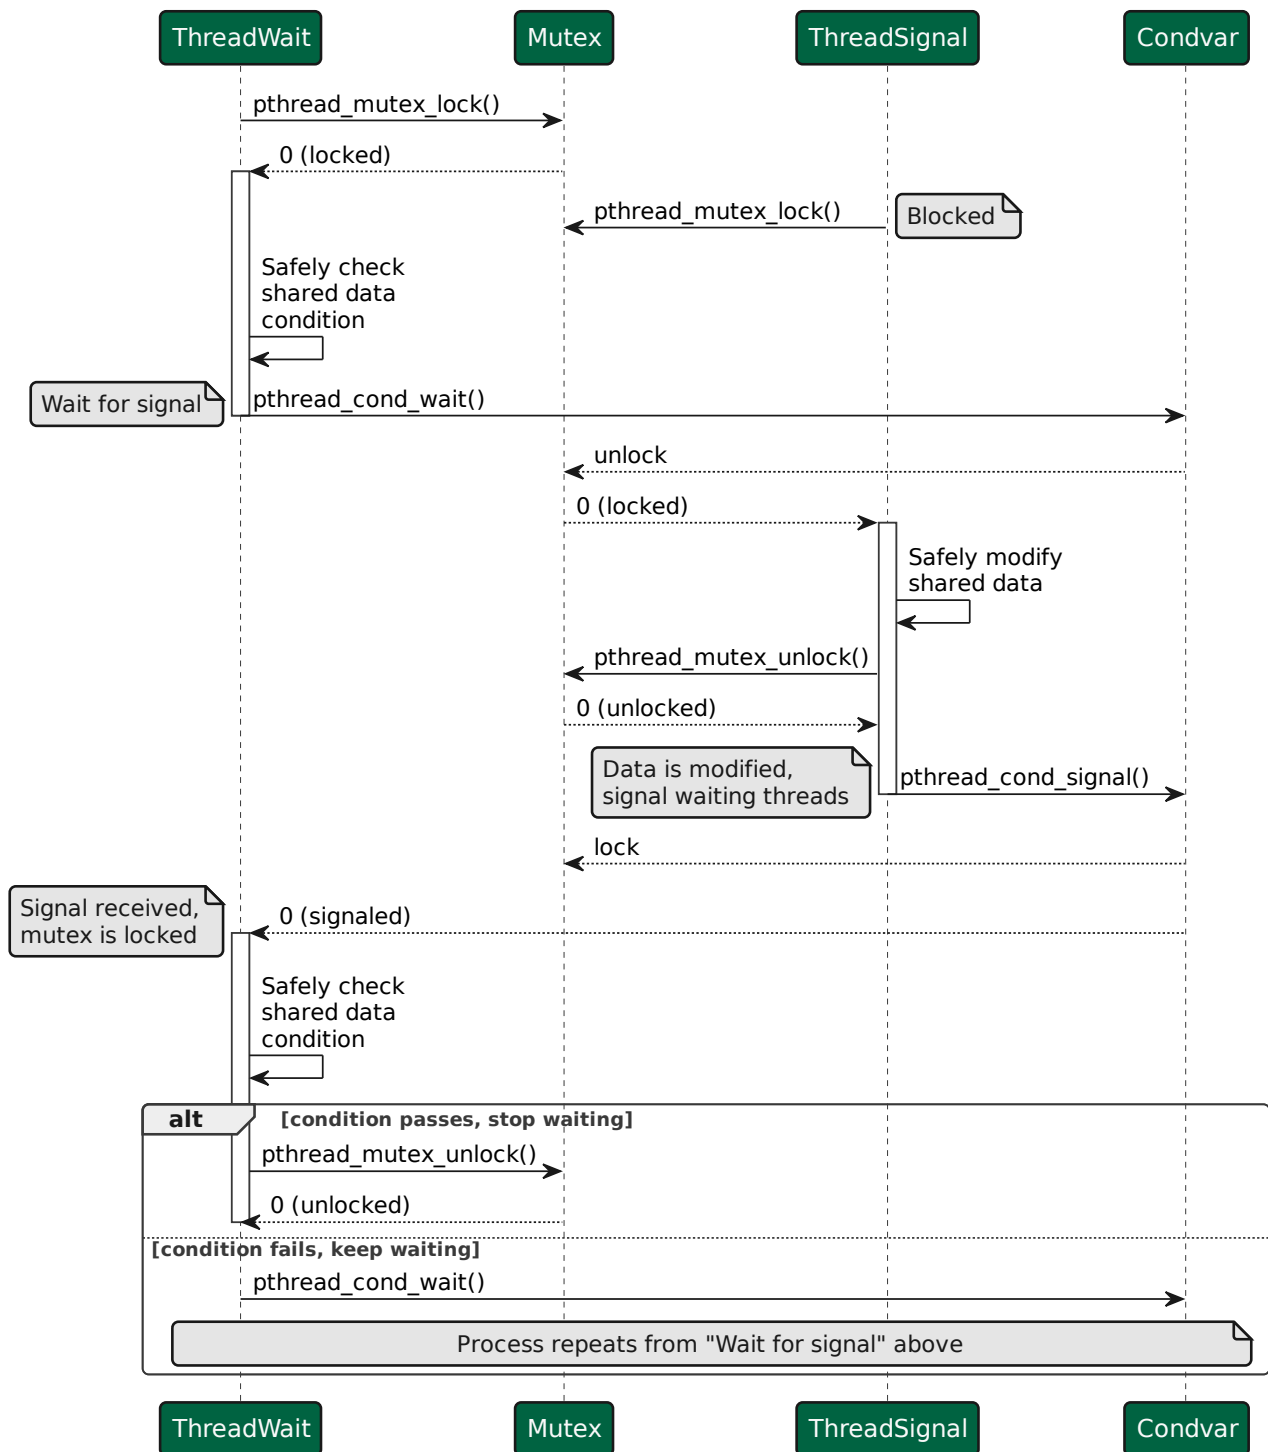 ThreadWait
Mutex
ThreadSignal
Condvar
pthread_mutex_lock()
0 (locked)
pthread_mutex_lock()
Blocked
Safely check
shared data
condition
Wait for signal
pthread_cond_wait()
unlock
0 (locked)
Safely modify
shared data
pthread_mutex_unlock()
0 (unlocked)
Data is modified,
signal waiting threads
pthread_cond_signal()
lock
Signal received,
mutex is locked
0 (signaled)
Safely check
shared data
condition
alt
[condition passes, stop waiting]
pthread_mutex_unlock()
0 (unlocked)
[condition fails, keep waiting]
pthread_cond_wait()
Process repeats from "Wait for signal" above
ThreadWait
Mutex
ThreadSignal
Condvar